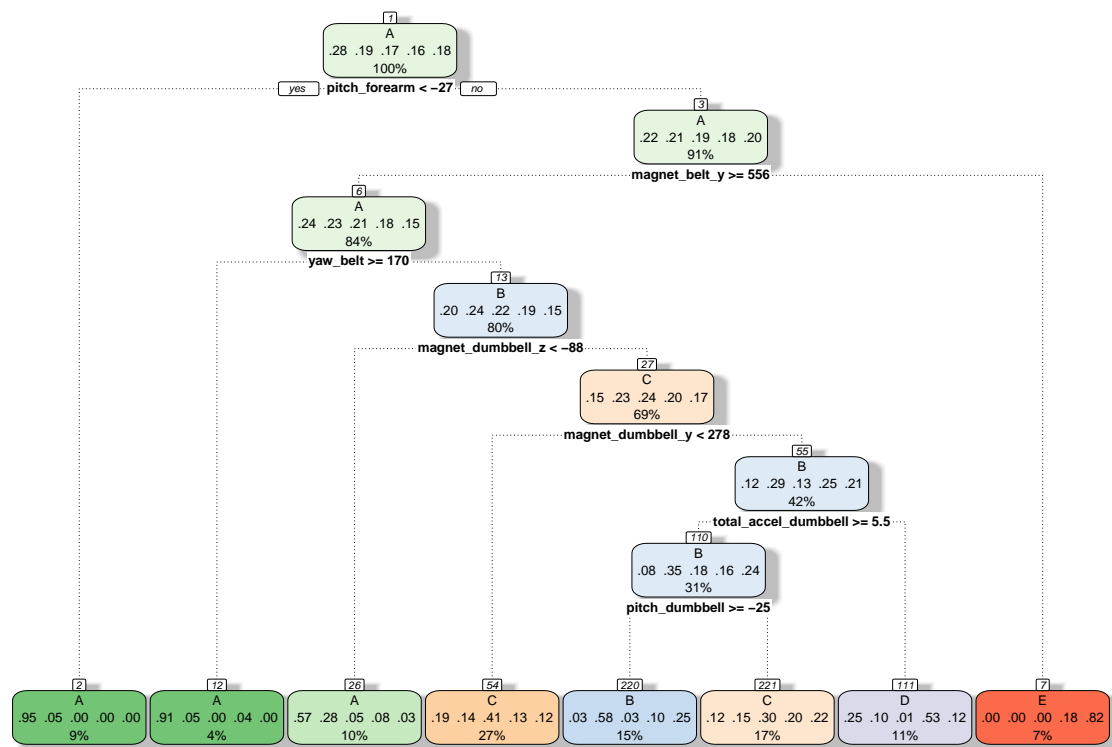 1
A
.28 .19 .17 .16 .18
100%
yes pitch_forearm < −27 no
3
A
.22 .21 .19 .18 .20
91%
magnet_belt_y >= 556
6
A
.24 .23 .21 .18 .15
84%
yaw_belt >= 170
13
B
.20 .24 .22 .19 .15
80%
magnet_dumbbell_z < −88
27
C
.15 .23 .24 .20 .17
69%
magnet_dumbbell_y < 278
55
B
.12 .29 .13 .25 .21
42%
total_accel_dumbbell >= 5.5
110
B
.08 .35 .18 .16 .24
31%
pitch_dumbbell >= −25
2
A
.95 .05 .00 .00 .00
9%
12
A
.91 .05 .00 .04 .00
4%
26
A
.57 .28 .05 .08 .03
10%
54
C
.19 .14 .41 .13 .12
27%
220
B
.03 .58 .03 .10 .25
15%
221
C
.12 .15 .30 .20 .22
17%
111
D
.25 .10 .01 .53 .12
11%
7
E
.00 .00 .00 .18 .82
7%